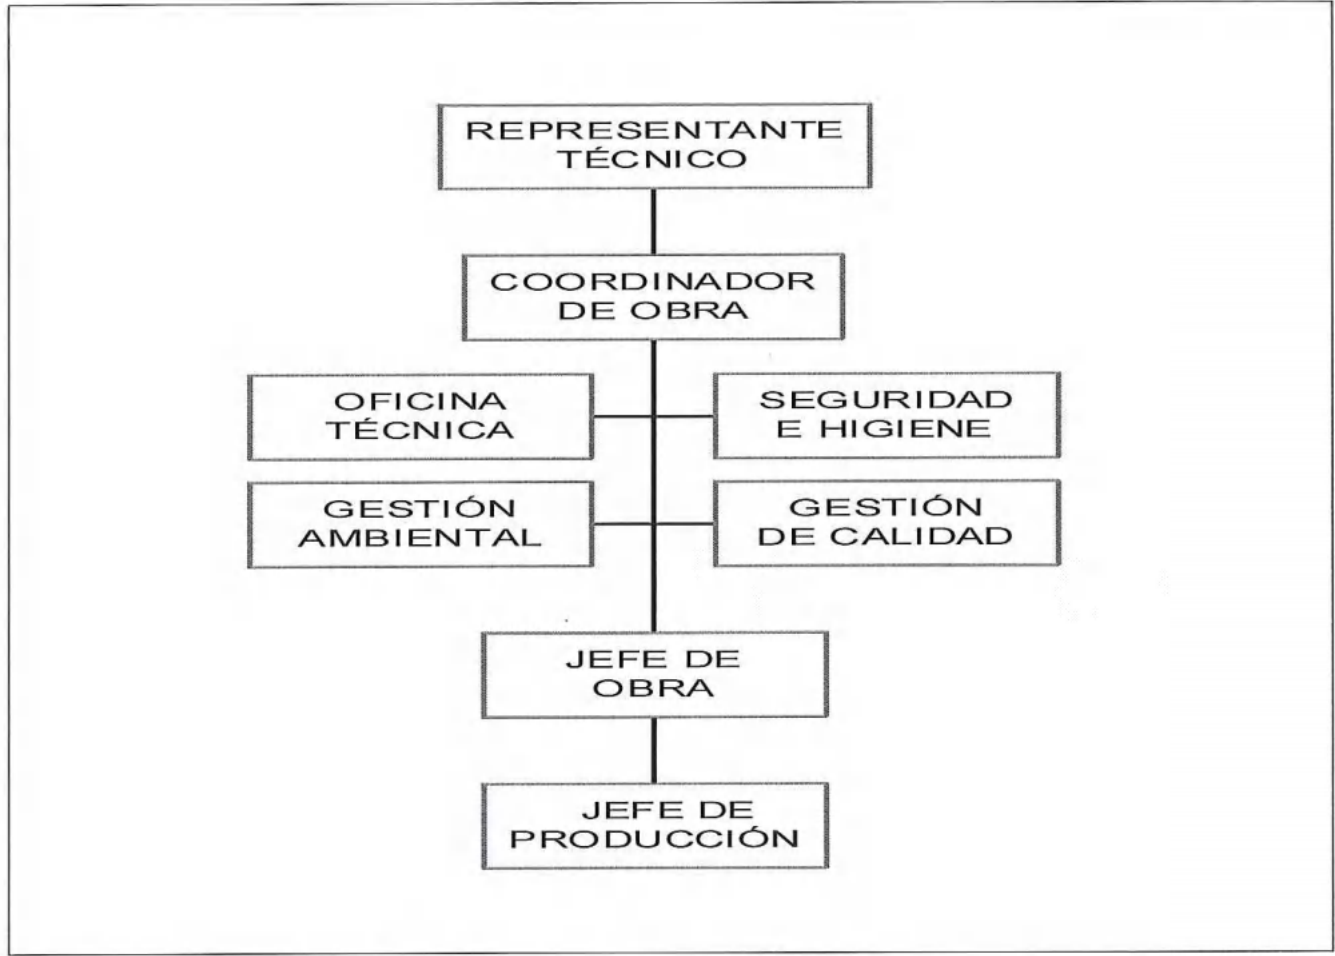 REPRESENTANTE
TÉCNICO
COORDINADOR
DE OBRA
OFICINA
TÉCNICA
SEGURIDAD
E HIGIENE
GESTIÓN
AMBIENTAL
GESTIÓN
DE CALIDAD
JEFE DE
OBRA
JEFE DE
PRODUCCIÓN